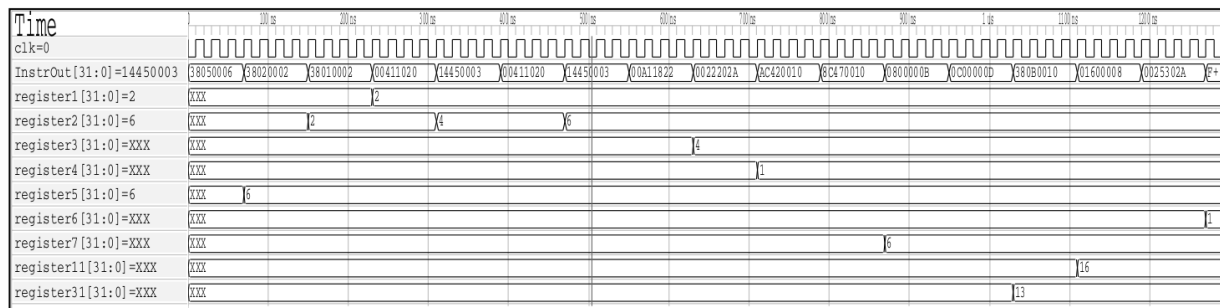 Time 0 100 ns 200 ns 300 ns 400 ns 500 ns 600 ns 700 ns 800 ns 900 ns 1 us 1100 ns 1200 ns
clk=0
InstrOut[31:0]=14450003 38050006 38020002 38010002 00411020 14450003 00411020 14450003 00A11822 0022202A AC420010 8C470010 0800000B 0C00000D 380B0010 01600008 0025302A F+
register1[31:0]=2 XXX 2
register2[31:0]=6 XXX 2 4 6
register3[31:0]=XXX XXX 4
register4[31:0]=XXX XXX 1
register5[31:0]=6 XXX 6
register6[31:0]=XXX XXX 1
register7[31:0]=XXX XXX 6
register11[31:0]=XXX XXX 16
register31[31:0]=XXX XXX 13